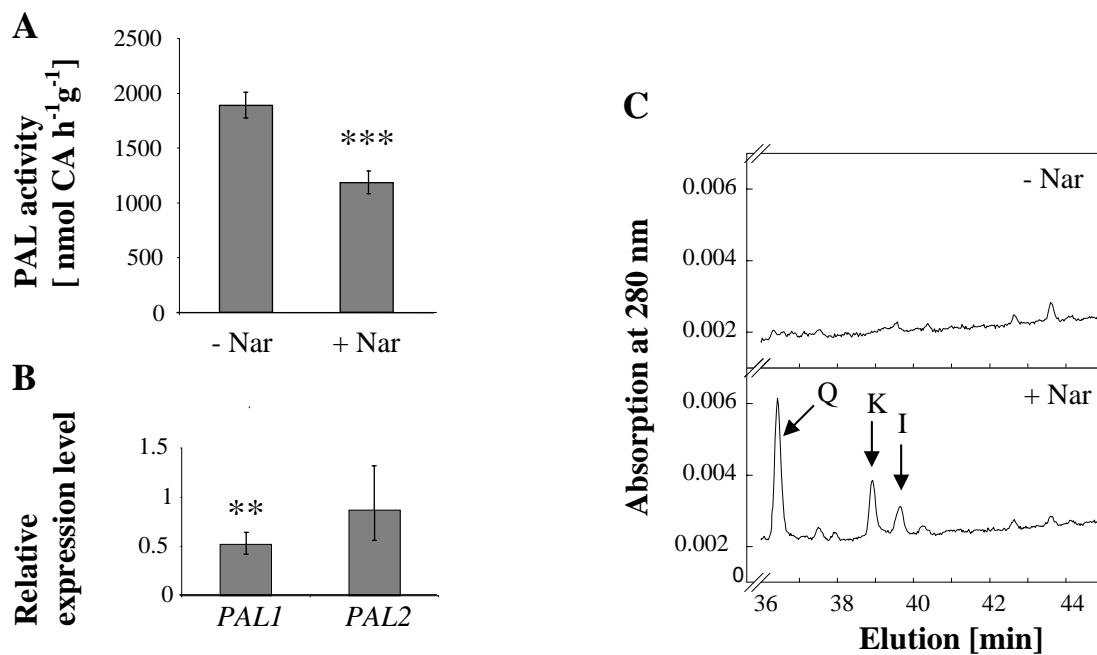 A
PAL activity
[ nmol CA h⁻¹g⁻¹]
2500
2000
1500
1000
500
0
***
- Nar
+ Nar
B
Relative
expression level
1.5
1
0.5
0
**
PAL1
PAL2
C
Absorption at 280 nm
0.006
0.004
0.002
- Nar
0.006
0.004
0.002
0
+ Nar
Q
K
I
36
38
40
42
44
Elution [min]